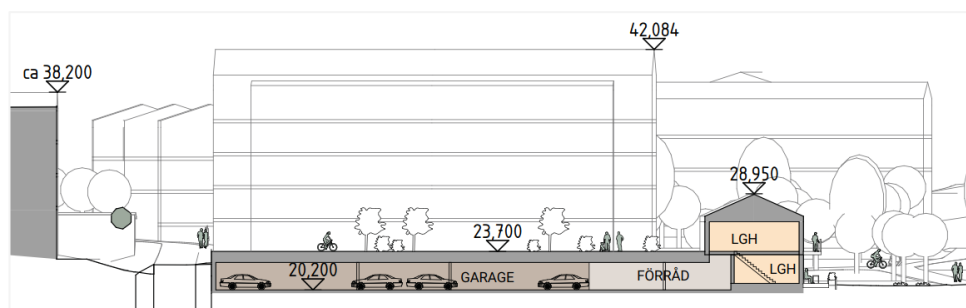 42,084
ca 38,200
28,950
23,700
LGH
20,200
GARAGE
FÖRRÅD
LGH